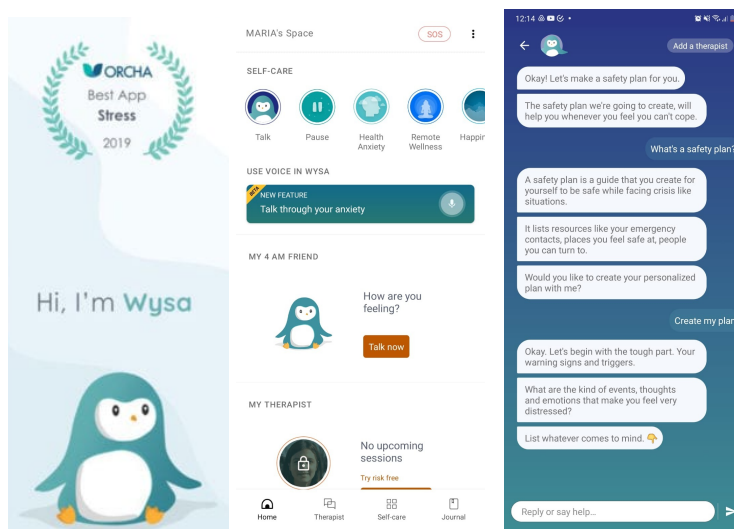 ORCHA
Best App
Stress
2019
Hi, I'm Wysa
MARIA's Space
SOS
SELF-CARE
Talk
Pause
Health
Anxiety
Remote
Wellness
Happin
USE VOICE IN WYSA
BETA
NEW FEATURE
Talk through your anxiety
MY 4 AM FRIEND
How are you
feeling?
Talk now
MY THERAPIST
No upcoming
sessions
Try risk free
Home
Therapist
Self-care
Journal
12:14
Add a therapist
Okay! Let's make a safety plan for you.
The safety plan we're going to create, will
help you whenever you feel you can't cope.
What's a safety plan?
A safety plan is a guide that you create for
yourself to be safe while facing crisis like
situations.
It lists resources like your emergency
contacts, places you feel safe at, people
you can turn to.
Would you like to create your personalized
plan with me?
Create my plan
Okay. Let's begin with the tough part. Your
warning signs and triggers.
What are the kind of events, thoughts
and emotions that make you feel very
distressed?
List whatever comes to mind. 👇
Reply or say help...